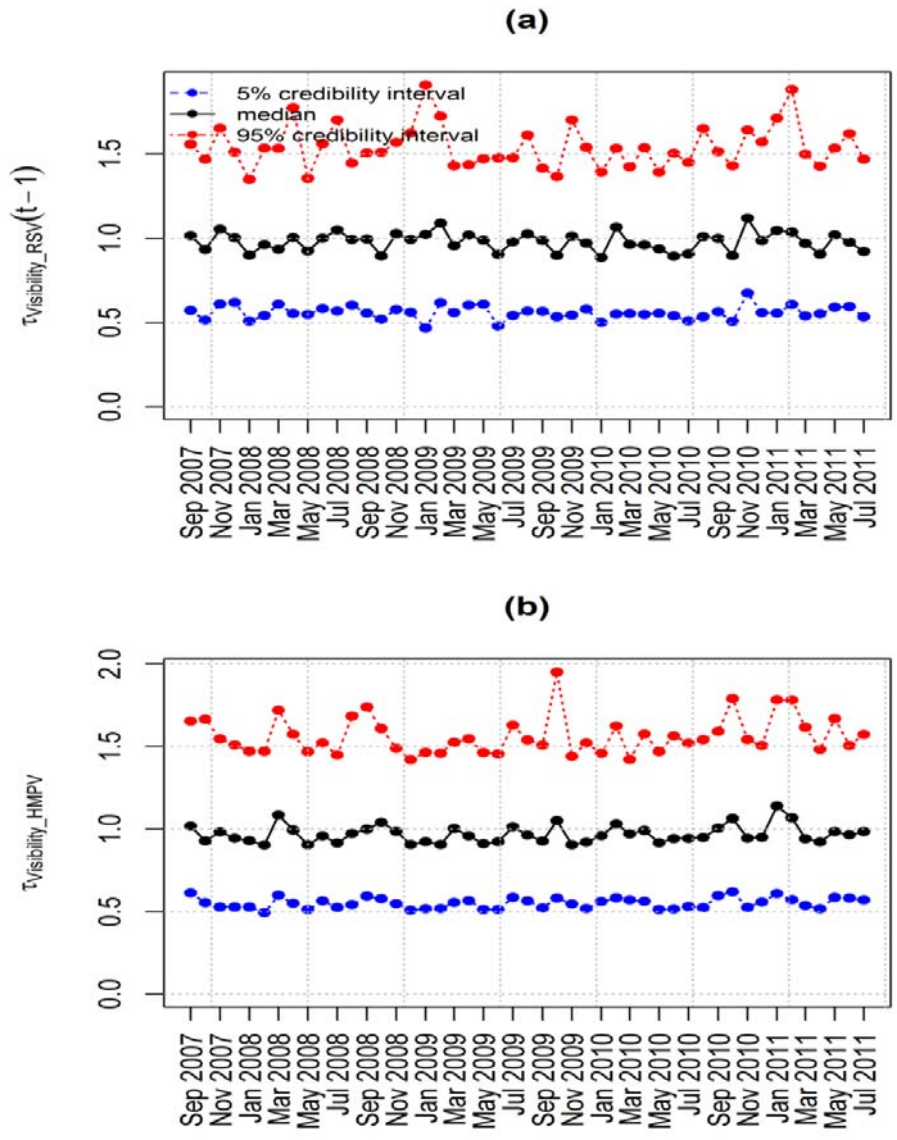 (a)
5% credibility interval
median
95% credibility interval
τVisibility_RSV(t−1)
1.5
1.0
0.5
0.0
Sep 2007
Nov 2007
Jan 2008
Mar 2008
May 2008
Jul 2008
Sep 2008
Nov 2008
Jan 2009
Mar 2009
May 2009
Jul 2009
Sep 2009
Nov 2009
Jan 2010
Mar 2010
May 2010
Jul 2010
Sep 2010
Nov 2010
Jan 2011
Mar 2011
May 2011
Jul 2011
(b)
τVisibility_HMPV
2.0
1.5
1.0
0.5
0.0
Sep 2007
Nov 2007
Jan 2008
Mar 2008
May 2008
Jul 2008
Sep 2008
Nov 2008
Jan 2009
Mar 2009
May 2009
Jul 2009
Sep 2009
Nov 2009
Jan 2010
Mar 2010
May 2010
Jul 2010
Sep 2010
Nov 2010
Jan 2011
Mar 2011
May 2011
Jul 2011